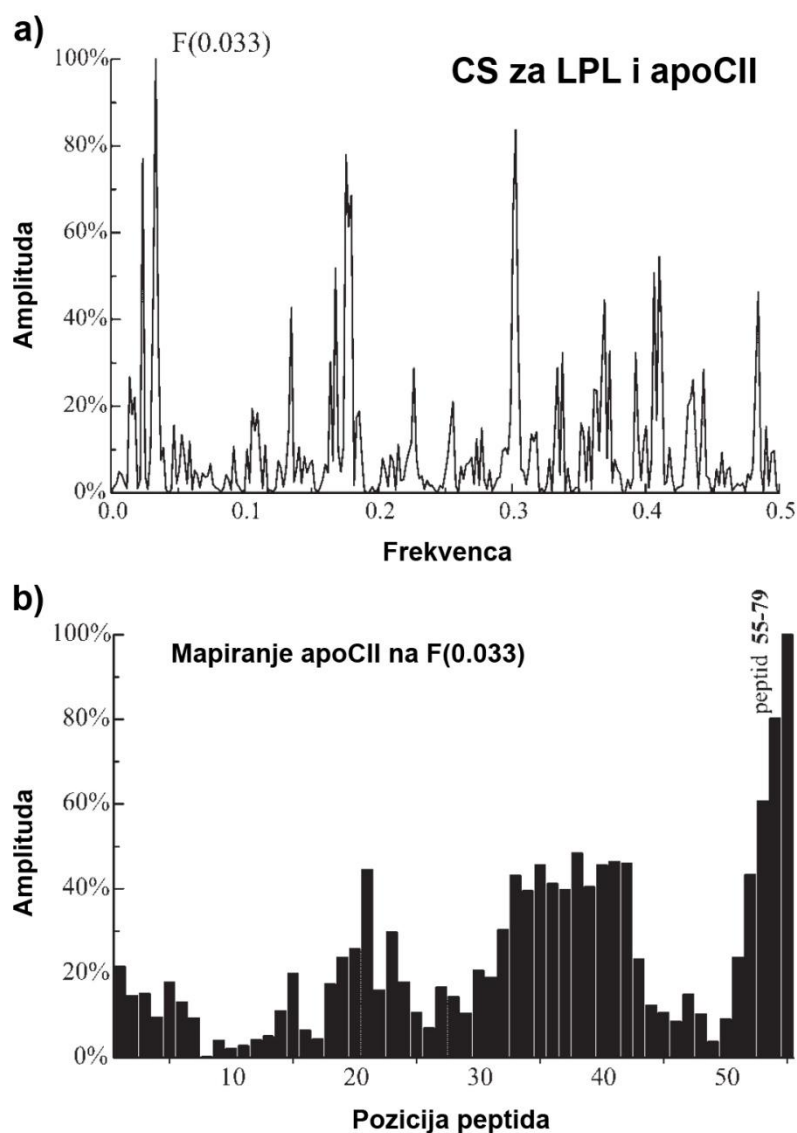 a)
F(0.033)
CS za LPL i apoCII
100%
80%
60%
40%
20%
0%
Amplituda
0.0 0.1 0.2 0.3 0.4 0.5
Frekvenca
b)
Mapiranje apoCII na F(0.033)
peptid 55-79
100%
80%
60%
40%
20%
0%
Amplituda
10 20 30 40 50
Pozicija peptida